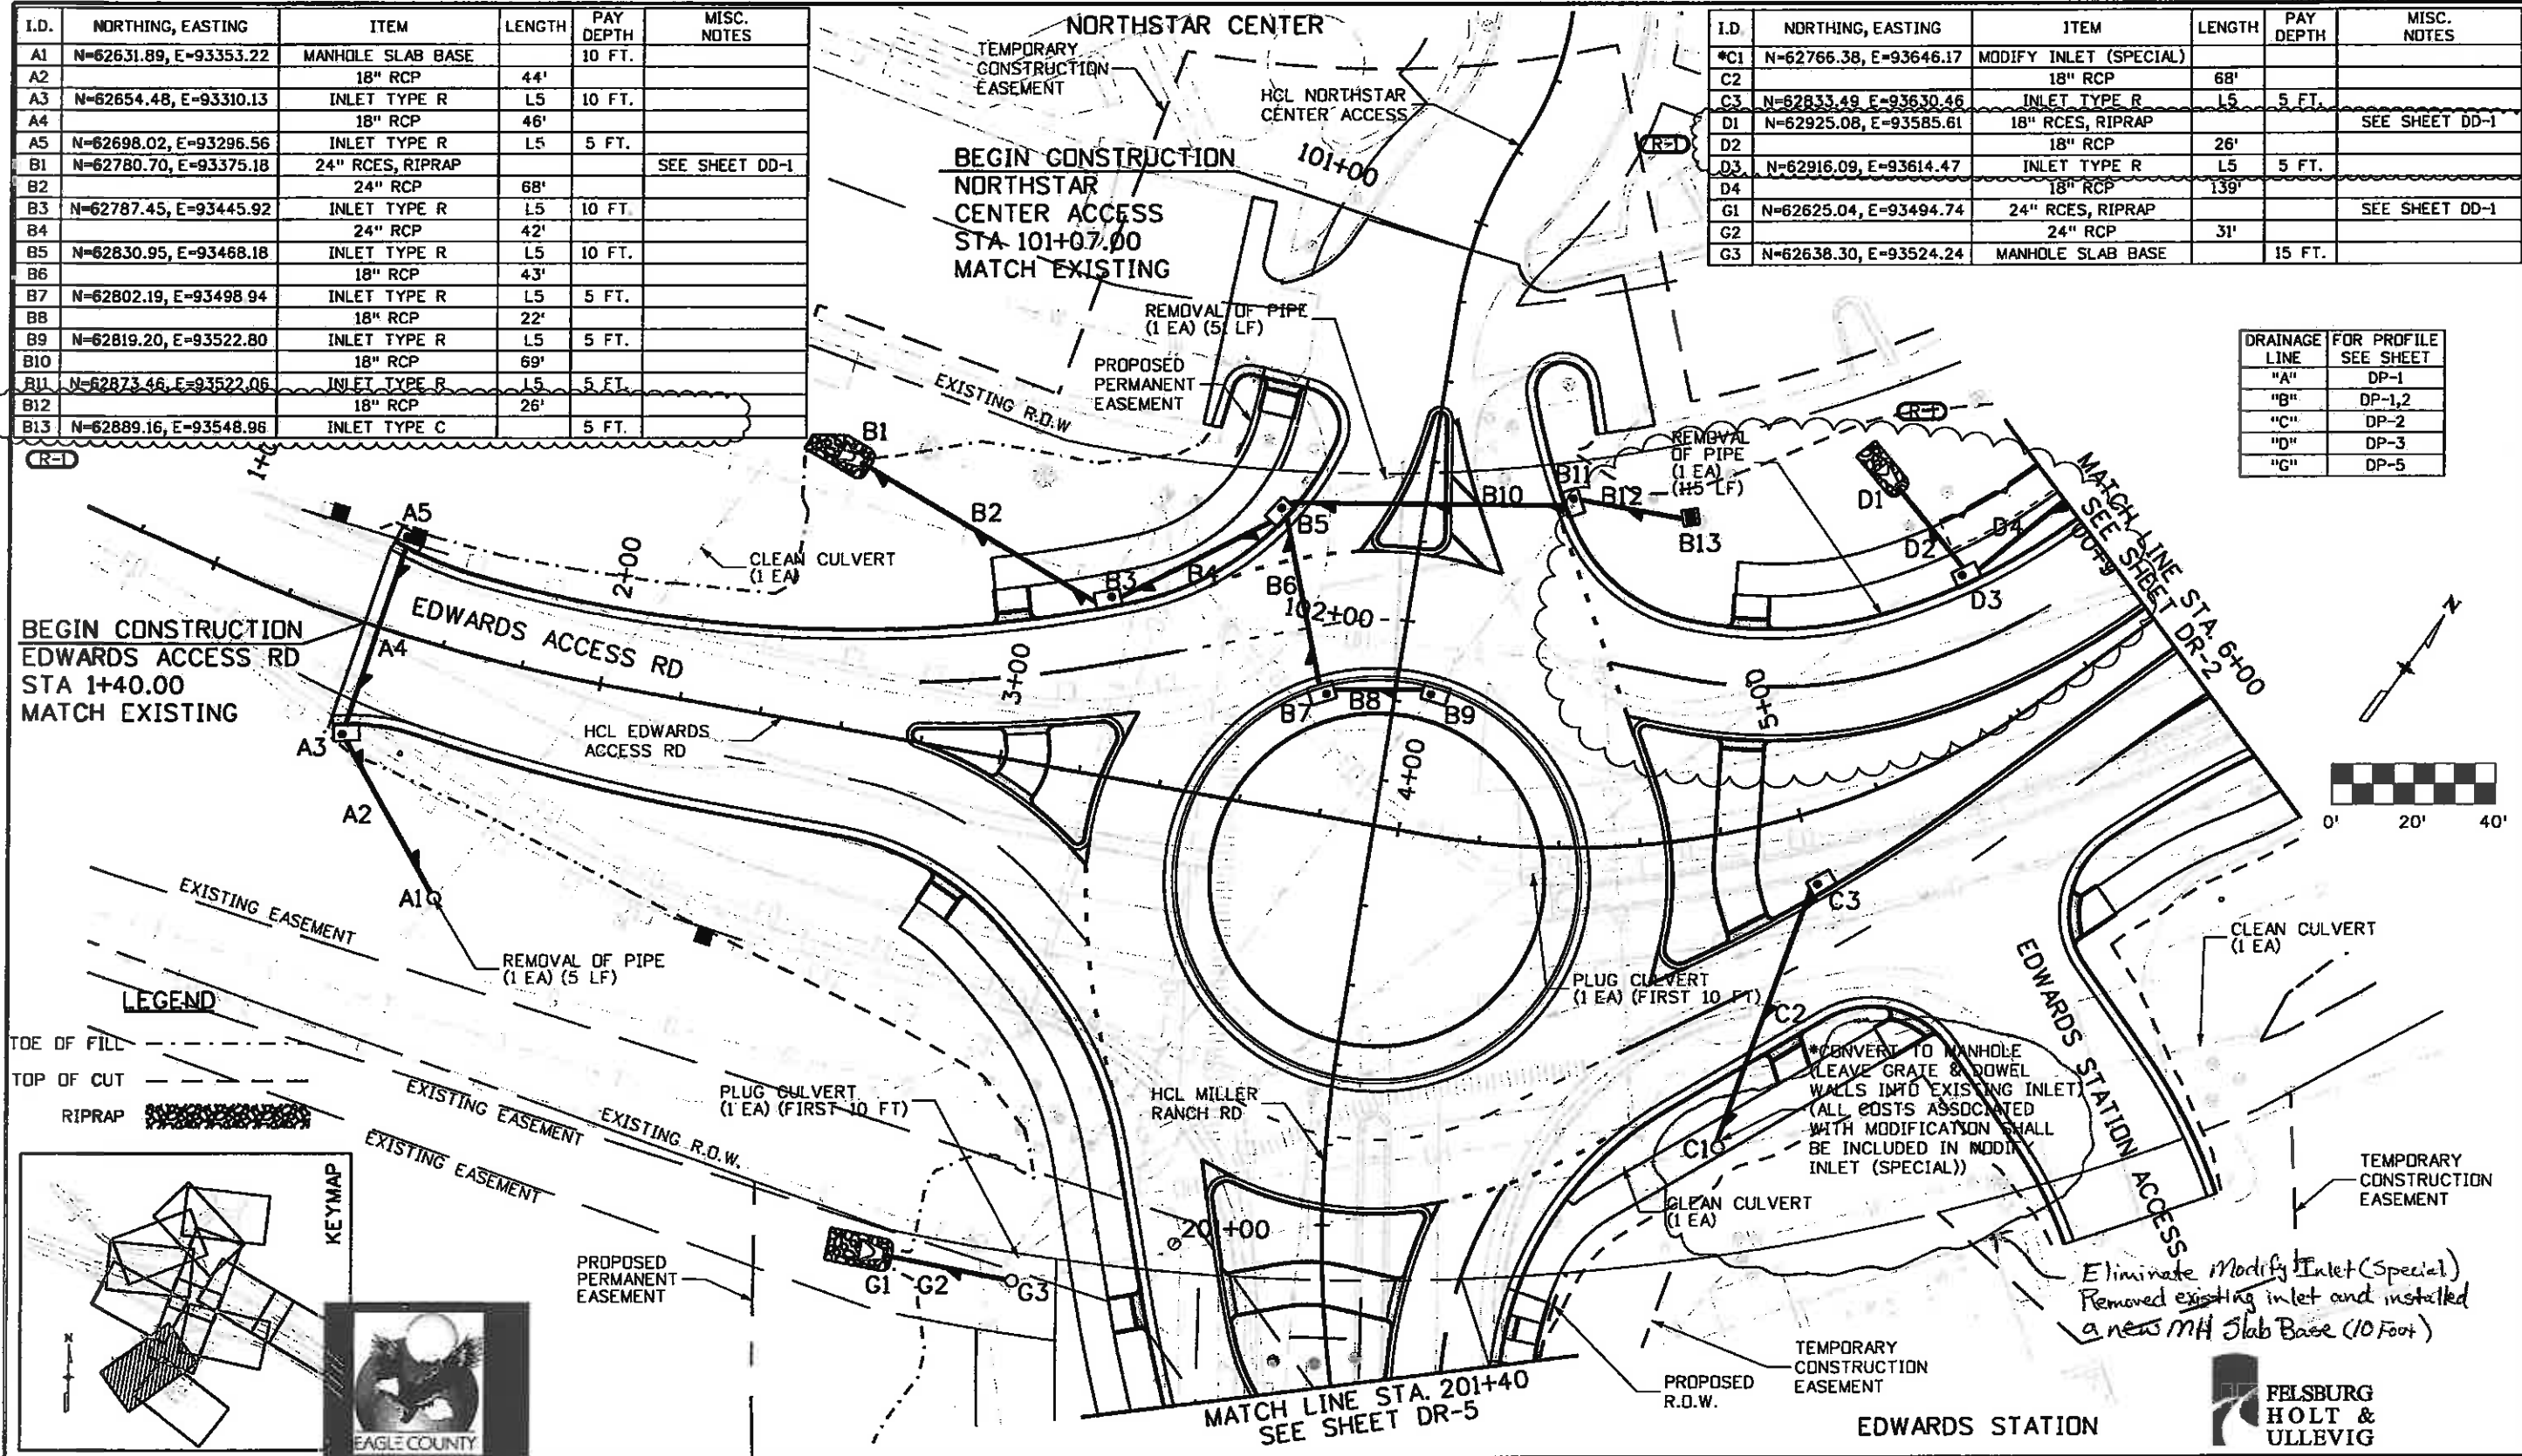 I.D. NORTHING, EASTING ITEM LENGTH PAY DEPTH MISC. NOTES
A1 N=62631.89, E=93353.22 MANHOLE SLAB BASE 10 FT.
A2 18" RCP 44'
A3 N=62654.48, E=93310.13 INLET TYPE R L5 10 FT.
A4 18" RCP 46'
A5 N=62698.02, E=93296.56 INLET TYPE R L5 5 FT.
B1 N=62780.70, E=93375.18 24" RCES, RIPRAP SEE SHEET DD-1
B2 24" RCP 68'
B3 N=62787.45, E=93445.92 INLET TYPE R L5 10 FT.
B4 24" RCP 42'
B5 N=62830.95, E=93468.18 INLET TYPE R L5 10 FT.
B6 18" RCP 43'
B7 N=62802.19, E=93498.94 INLET TYPE R L5 5 FT.
B8 18" RCP 22'
B9 N=62819.20, E=93522.80 INLET TYPE R L5 5 FT.
B10 18" RCP 69'
B11 N=62873.46, E=93522.06 INLET TYPE R L5 5 FT.
B12 18" RCP 26'
B13 N=62889.16, E=93548.96 INLET TYPE C 5 FT.
R-1
I.D. NORTHING, EASTING ITEM LENGTH PAY DEPTH MISC. NOTES
*C1 N=62766.38, E=93646.17 MODIFY INLET (SPECIAL)
C2 18" RCP 68'
C3 N=62833.49 E=93630.46 INLET TYPE R L5 5 FT.
D1 N=62925.08, E=93585.61 18" RCES, RIPRAP SEE SHEET DD-1
D2 18" RCP 26'
D3 N=62916.09, E=93614.47 INLET TYPE R L5 5 FT.
D4 18" RCP 139'
G1 N=62625.04, E=93494.74 24" RCES, RIPRAP SEE SHEET DD-1
G2 24" RCP 31'
G3 N=62638.30, E=93524.24 MANHOLE SLAB BASE 15 FT.
R-1
DRAINAGE LINE FOR PROFILE SEE SHEET
"A" DP-1
"B" DP-1,2
"C" DP-2
"D" DP-3
"G" DP-5
NORTHSTAR CENTER
TEMPORARY
CONSTRUCTION
EASEMENT
HCL NORTHSTAR
CENTER ACCESS
101+00
BEGIN CONSTRUCTION
NORTHSTAR
CENTER ACCESS
STA 101+07.00
MATCH EXISTING
REMOVAL OF PIPE
(1 EA) (5 LF)
PROPOSED
PERMANENT
EASEMENT
EXISTING R.O.W
R-1
REMOVAL
OF PIPE
(1 EA)
(115 LF)
B1
B2
B3
B4
B5
B6
B7
B8
B9
B10
B11
B12
B13
D1
D2
D3
D4
MATCH LINE STA. 6+00
SEE SHEET DR-2
6+00
A5
CLEAN CULVERT
(1 EA)
2+00
EDWARDS ACCESS RD
BEGIN CONSTRUCTION
EDWARDS ACCESS RD
STA 1+40.00
MATCH EXISTING
A4
A3
A2
A1
HCL EDWARDS
ACCESS RD
3+00
102+00
4+00
5+00
N
0' 20' 40'
C3
C2
C1
EXISTING EASEMENT
REMOVAL OF PIPE
(1 EA) (5 LF)
PLUG CULVERT
(1 EA) (FIRST 10 FT)
CLEAN CULVERT
(1 EA)
EDWARDS STATION ACCESS
LEGEND
TOE OF FILL
TOP OF CUT
RIPRAP
EXISTING EASEMENT
EXISTING R.O.W.
EXISTING EASEMENT
PLUG CULVERT
(1 EA) (FIRST 10 FT)
HCL MILLER
RANCH RD
*CONVERT TO MANHOLE
(LEAVE GRATE & DOWEL
WALLS INTO EXISTING INLET)
(ALL COSTS ASSOCIATED
WITH MODIFICATION SHALL
BE INCLUDED IN MODIFY
INLET (SPECIAL))
CLEAN CULVERT
(1 EA)
TEMPORARY
CONSTRUCTION
EASEMENT
KEYMAP
N
EAGLE COUNTY
PROPOSED
PERMANENT
EASEMENT
G1
G2
G3
201+00
MATCH LINE STA. 201+40
SEE SHEET DR-5
PROPOSED
R.O.W.
TEMPORARY
CONSTRUCTION
EASEMENT
Eliminate Modify Inlet (Special)
Removed existing inlet and installed
a new MH Slab Base (10 Foot)
EDWARDS STATION
FELSBURG
HOLT &
ULLEVIG